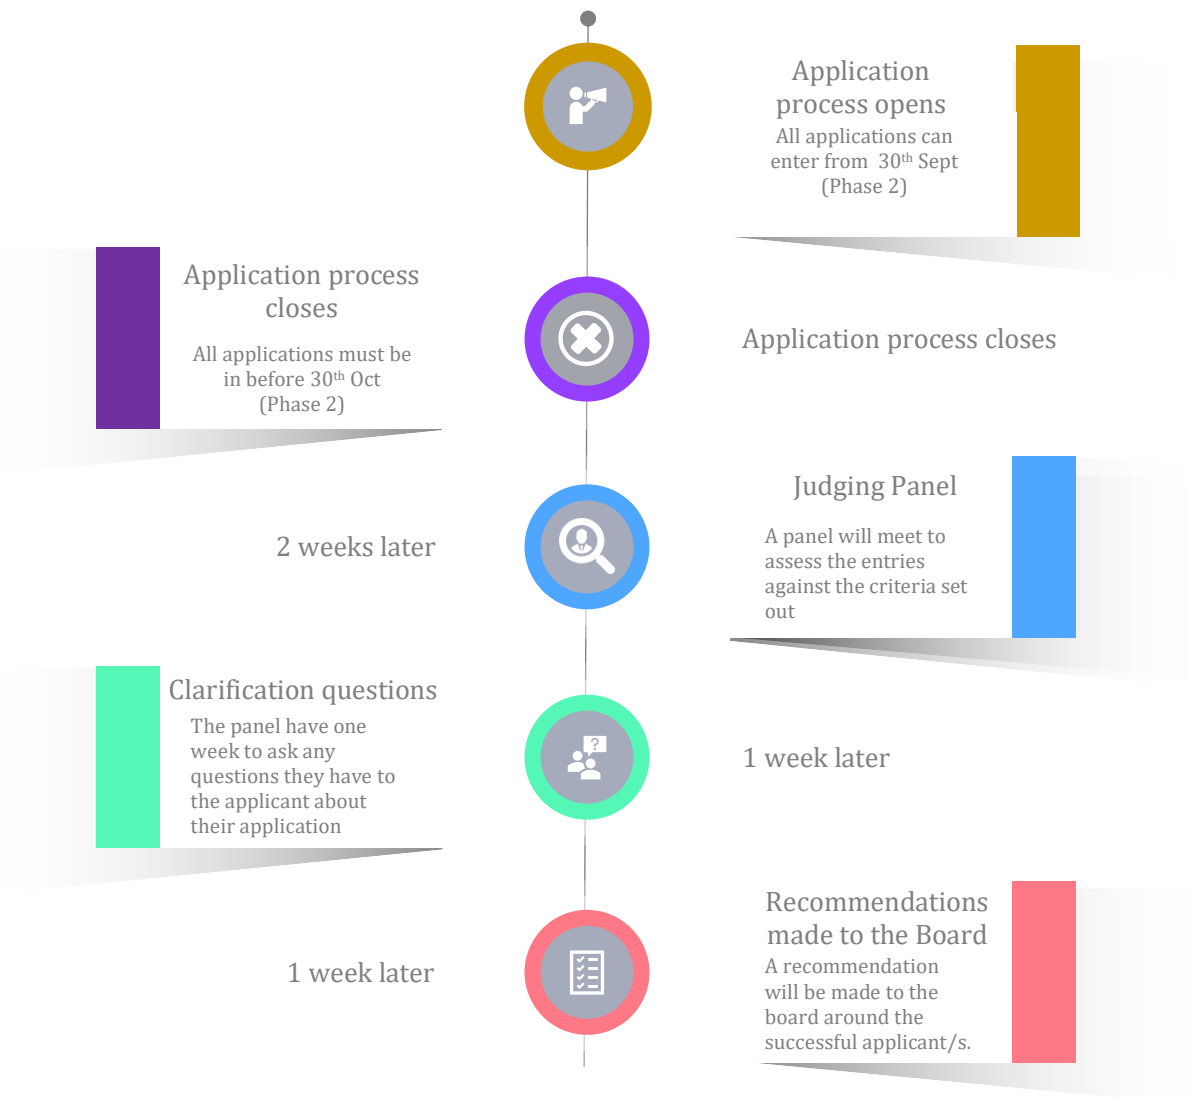 Application
process opens
All applications can
enter from 30th Sept
(Phase 2)
Application process
closes
All applications must be
in before 30th Oct
(Phase 2)
Application process closes
2 weeks later
Judging Panel
A panel will meet to
assess the entries
against the criteria set
out
Clarification questions
The panel have one
week to ask any
questions they have to
the applicant about
their application
?
1 week later
1 week later
Recommendations
made to the Board
A recommendation
will be made to the
board around the
successful applicant/s.